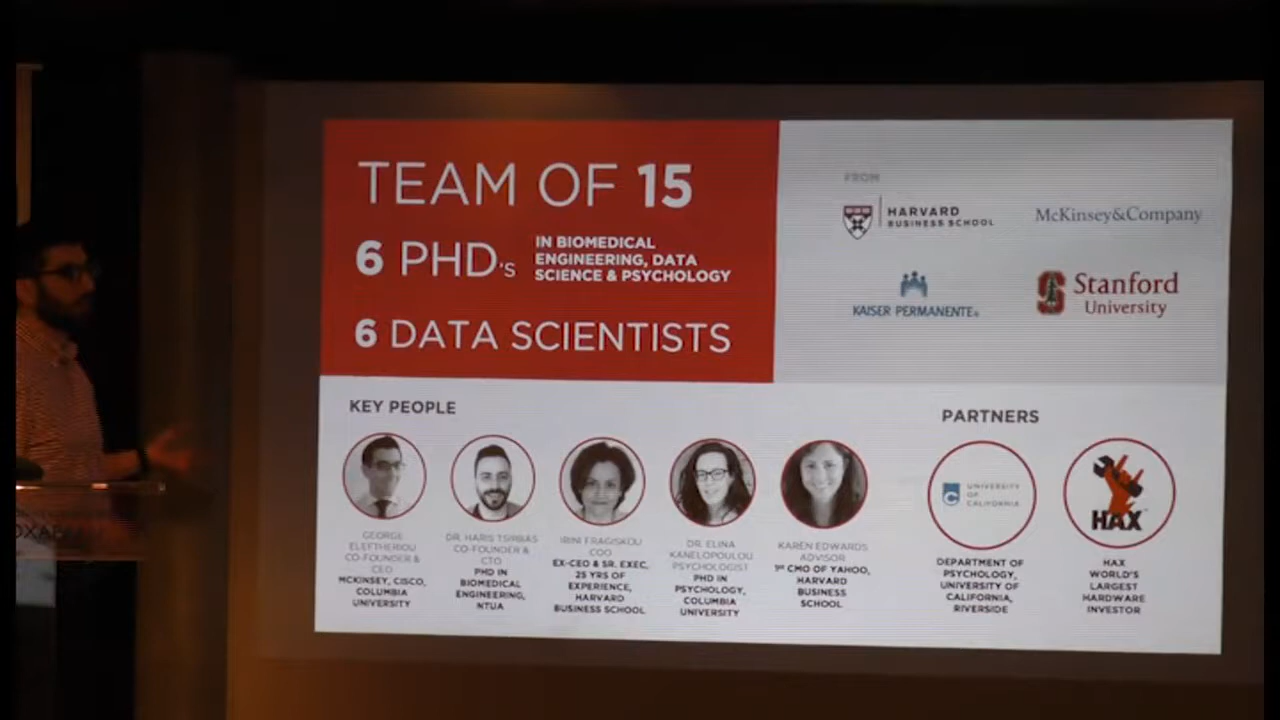 TEAM OF 15
6 PHD'S
IN BIOMEDICAL
ENGINEERING, DATA
SCIENCE & PSYCHOLOGY
6 DATA SCIENTISTS
FROM
HARVARD
BUSINESS SCHOOL
McKinsey&Company
KAISER PERMANENTE®
S
Stanford
University
KEY PEOPLE
GEORGE
ELEFTHERIOU
CO-FOUNDER &
CEO
MCKINSEY, CISCO,
COLUMBIA
UNIVERSITY
DR. HARIS TSIRBAS
CO-FOUNDER &
CTO
PHD IN
BIOMEDICAL
ENGINEERING,
NTUA
IRINI FRAGISKOU
COO
EX-CEO & SR. EXEC,
25 YRS OF
EXPERIENCE,
HARVARD
BUSINESS SCHOOL
DR. ELINA
KANELOPOULOU
PSYCHOLOGIST
PHD IN
PSYCHOLOGY,
COLUMBIA
UNIVERSITY
KAREN EDWARDS
ADVISOR
1ST CMO OF YAHOO,
HARVARD
BUSINESS
SCHOOL
PARTNERS
UNIVERSITY
OF
CALIFORNIA
DEPARTMENT OF
PSYCHOLOGY,
UNIVERSITY OF
CALIFORNIA,
RIVERSIDE
HAX
HAX
WORLD'S
LARGEST
HARDWARE
INVESTOR